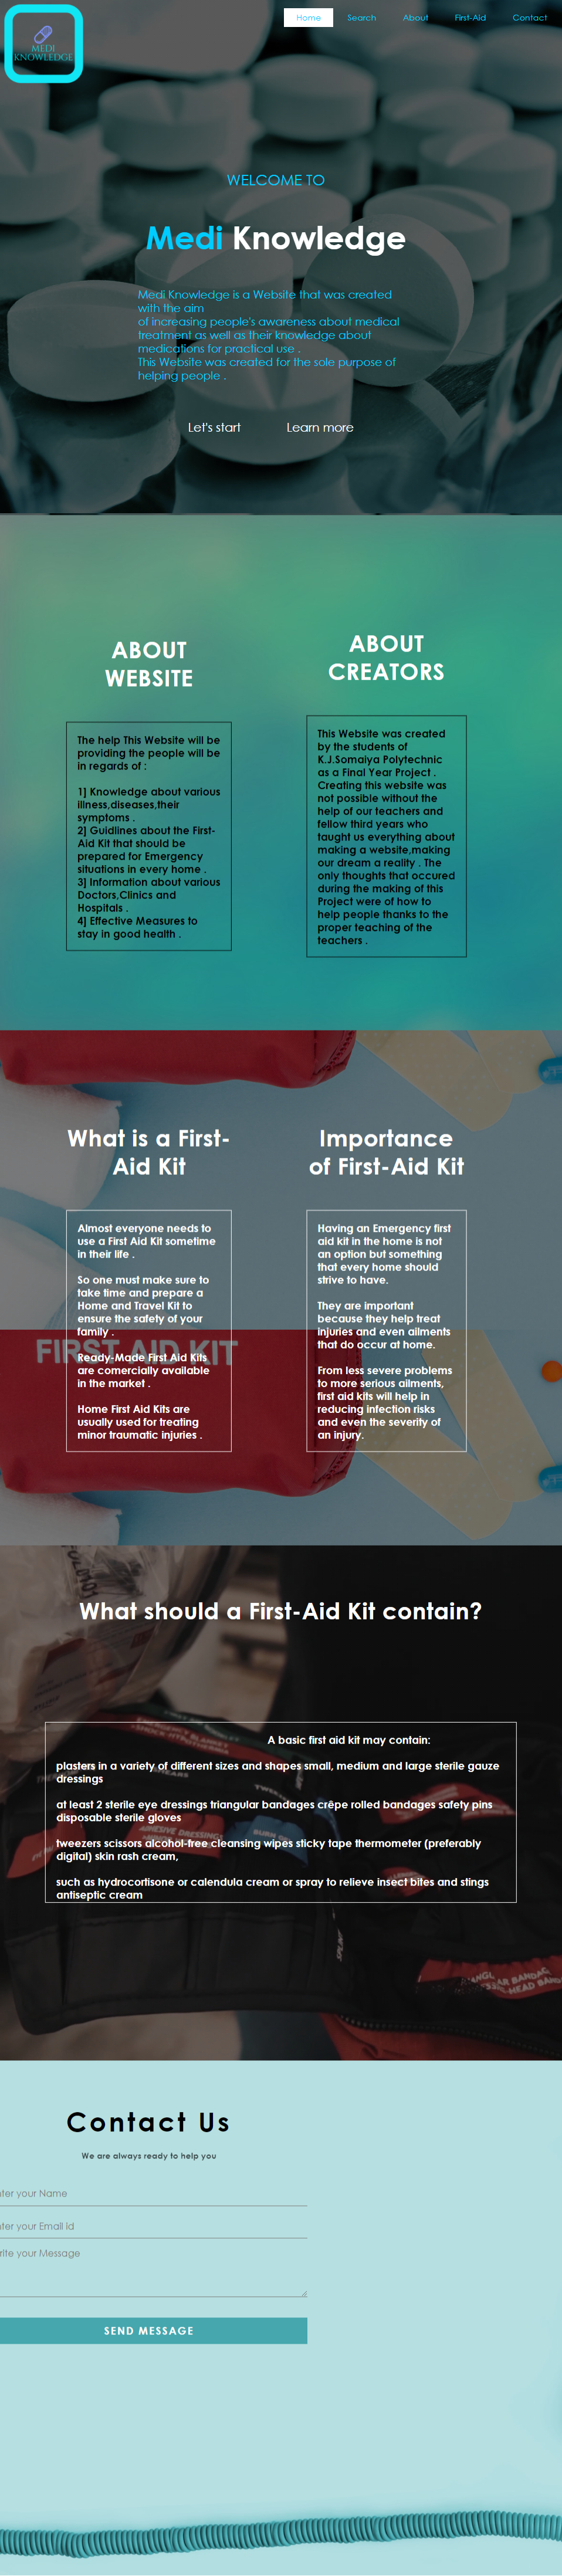 MEDI
KNOWLEDGE
Home Search About First-Aid Contact
WELCOME TO
Medi Knowledge
Medi Knowledge is a Website that was created
with the aim
of increasing people's awareness about medical
treatment as well as their knowledge about
medications for practical use .
This Website was created for the sole purpose of
helping people .
Let's start Learn more
ABOUT
WEBSITE
The help This Website will be
providing the people will be
in regards of :
1] Knowledge about various
illness,diseases,their
symptoms .
2] Guidlines about the First-
Aid Kit that should be
prepared for Emergency
situations in every home .
3] Information about various
Doctors,Clinics and
Hospitals .
4] Effective Measures to
stay in good health .
ABOUT
CREATORS
This Website was created
by the students of
K.J.Somaiya Polytechnic
as a Final Year Project .
Creating this website was
not possible without the
help of our teachers and
fellow third years who
taught us everything about
making a website,making
our dream a reality . The
only thoughts that occured
during the making of this
Project were of how to
help people thanks to the
proper teaching of the
teachers .
What is a First-
Aid Kit
Almost everyone needs to
use a First Aid Kit sometime
in their life .
So one must make sure to
take time and prepare a
Home and Travel Kit to
ensure the safety of your
family .
Ready-Made First Aid Kits
are comercially available
in the market .
Home First Aid Kits are
usually used for treating
minor traumatic injuries .
FIRST AID KIT
Importance
of First-Aid Kit
Having an Emergency first
aid kit in the home is not
an option but something
that every home should
strive to have.
They are important
because they help treat
injuries and even ailments
that do occur at home.
From less severe problems
to more serious ailments,
first aid kits will help in
reducing infection risks
and even the severity of
an injury.
What should a First-Aid Kit contain?
A basic first aid kit may contain:
plasters in a variety of different sizes and shapes small, medium and large sterile gauze
dressings
at least 2 sterile eye dressings triangular bandages crêpe rolled bandages safety pins
disposable sterile gloves
tweezers scissors alcohol-free cleansing wipes sticky tape thermometer (preferably
digital) skin rash cream,
such as hydrocortisone or calendula cream or spray to relieve insect bites and stings
antiseptic cream
Contact Us
We are always ready to help you
ter your Name
ter your Email id
rite your Message
SEND MESSAGE